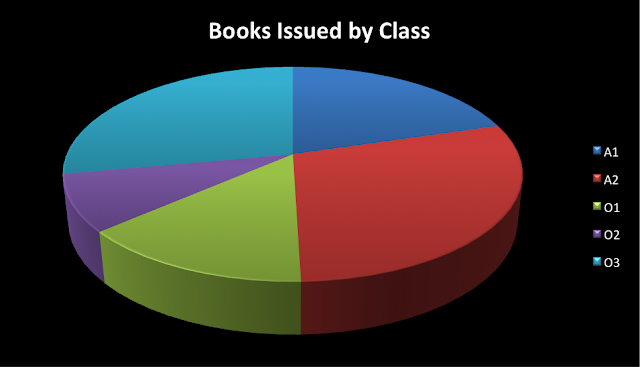 Books Issued by Class
A1
A2
O1
O2
O3